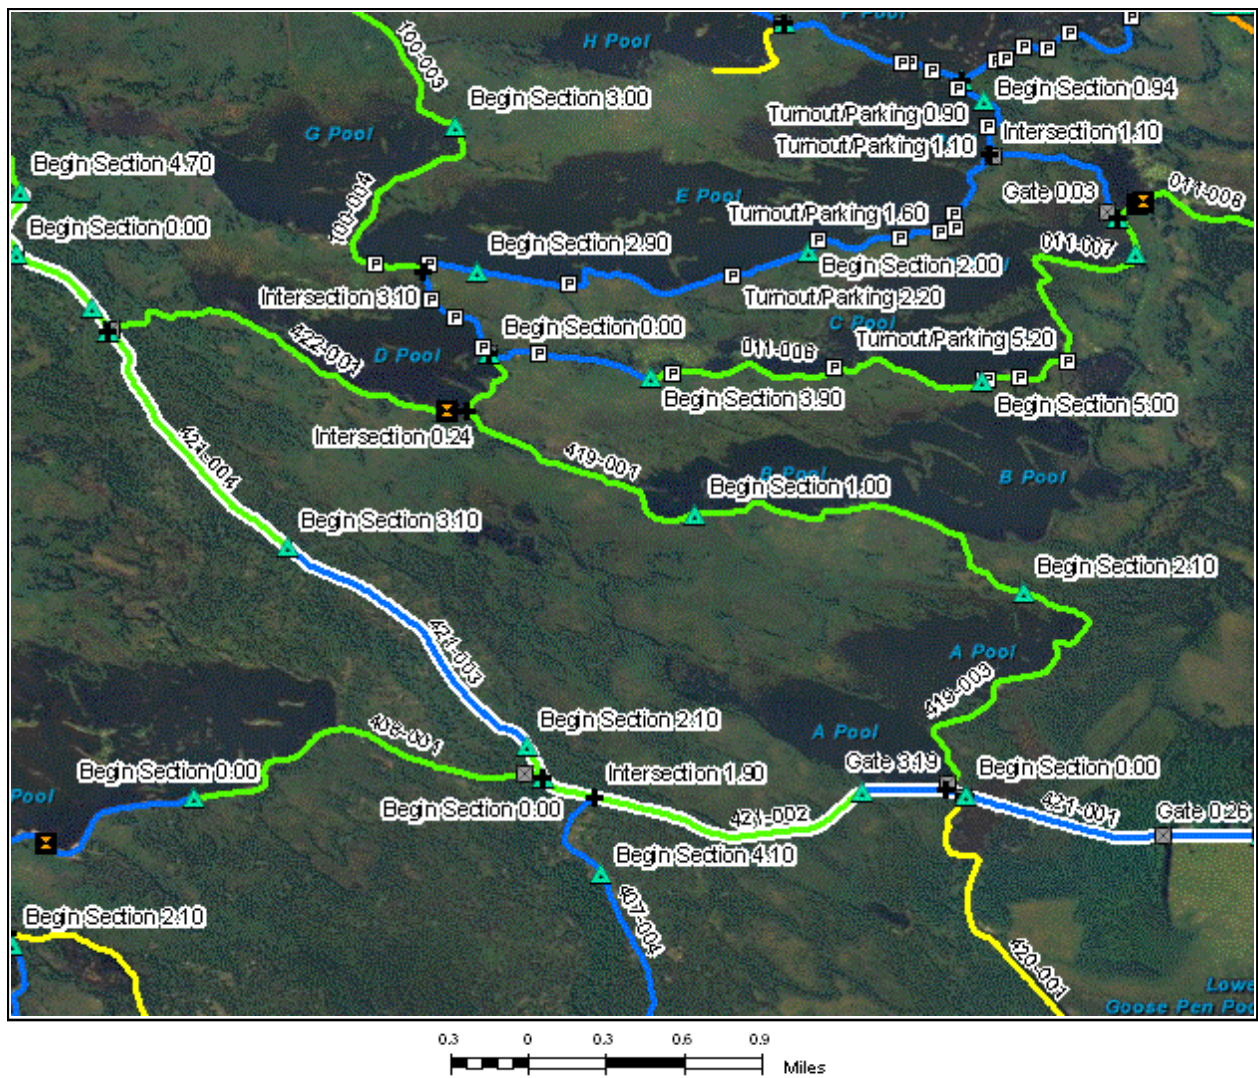 F Pool
H Pool
100-003
Begin Section 3.00
Begin Section 0.94
Turnout/Parking 0.90
G Pool
Intersection 1.10
Turnout/Parking 1.10
Begin Section 4.70
E Pool
Gate 0.03
011-008
100-004
Turnout/Parking 1.60
Begin Section 0.00
Begin Section 2.90
011-007
Begin Section 2.00
Intersection 3.10
Turnout/Parking 2.20
Begin Section 0.00
C Pool
Turnout/Parking 5.20
422-001
D Pool
011-006
Begin Section 3.90
Begin Section 5.00
Intersection 0.24
419-001
421-004
B Pool
B Pool
Begin Section 1.00
Begin Section 3.10
Begin Section 2.10
421-003
A Pool
419-003
Begin Section 2.10
A Pool
Begin Section 0.00
Intersection 1.90
Gate 3.19
Begin Section 0.00
Pool
Begin Section 0.00
421-002
421-001
Gate 0.26
Begin Section 4.10
407-004
Begin Section 2.10
420-001
Lowe
Goose Pen Poo
0.3 0 0.3 0.6 0.9
Miles
P P P P P P P P P P P P P P P P P P P P P P P P P P P P P P